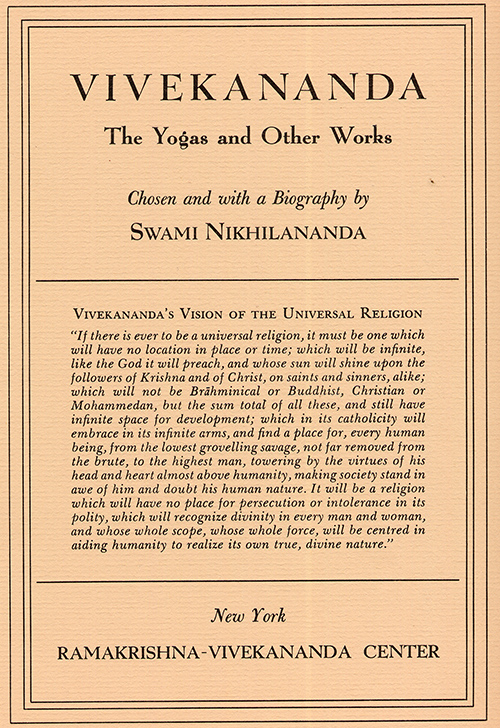 VIVEKANANDA
The Yogas and Other Works
Chosen and with a Biography by
SWAMI NIKHILANANDA
VIVEKANANDA'S VISION OF THE UNIVERSAL RELIGION
"If there is ever to be a universal religion, it must be one which
will have no location in place or time; which will be infinite,
like the God it will preach, and whose sun will shine upon the
followers of Krishna and of Christ, on saints and sinners, alike;
which will not be Brāhminical or Buddhist, Christian or
Mohammedan, but the sum total of all these, and still have
infinite space for development; which in its catholicity will
embrace in its infinite arms, and find a place for, every human
being, from the lowest grovelling savage, not far removed from
the brute, to the highest man, towering by the virtues of his
head and heart almost above humanity, making society stand in
awe of him and doubt his human nature. It will be a religion
which will have no place for persecution or intolerance in its
polity, which will recognize divinity in every man and woman,
and whose whole scope, whose whole force, will be centred in
aiding humanity to realize its own true, divine nature."
New York
RAMAKRISHNA-VIVEKANANDA CENTER